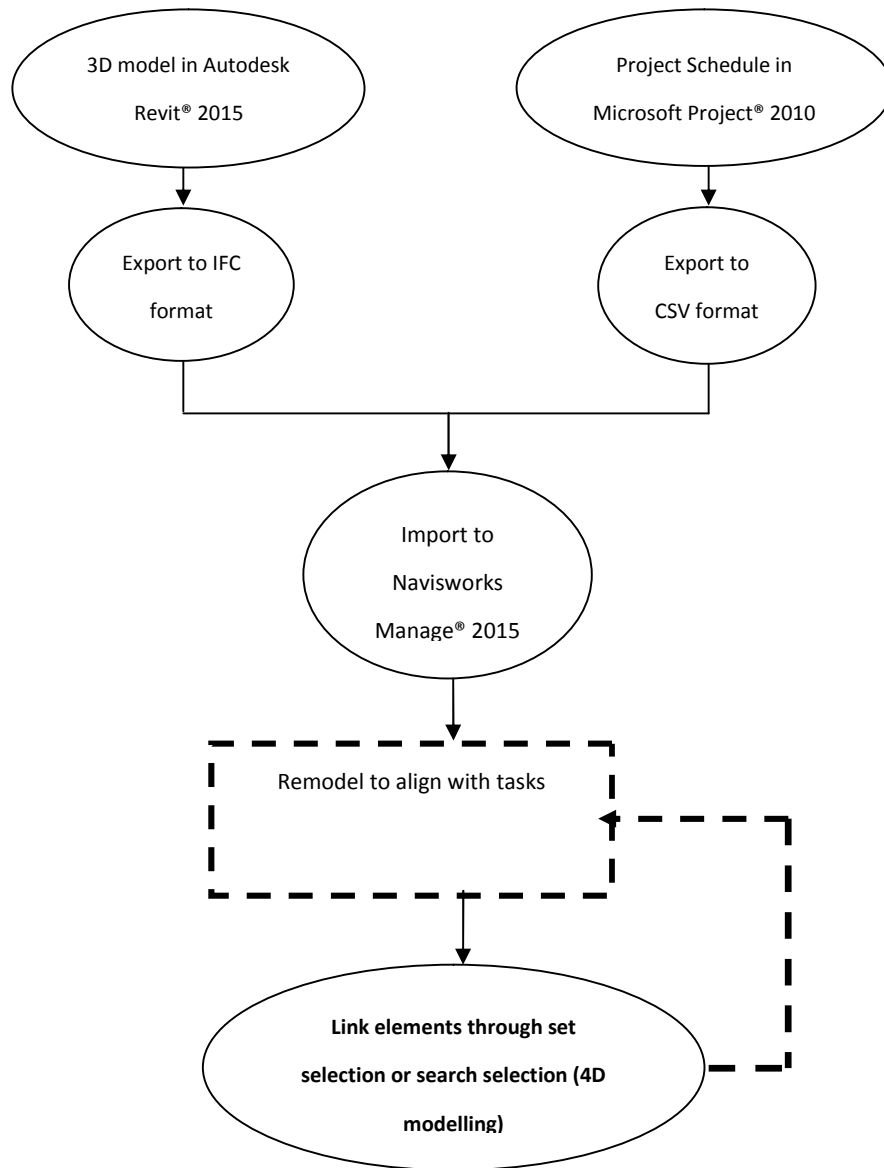 3D model in Autodesk
Revit® 2015
Project Schedule in
Microsoft Project® 2010
Export to IFC
format
Export to
CSV format
Import to
Navisworks
Manage® 2015
Remodel to align with tasks
Link elements through set
selection or search selection (4D
modelling)